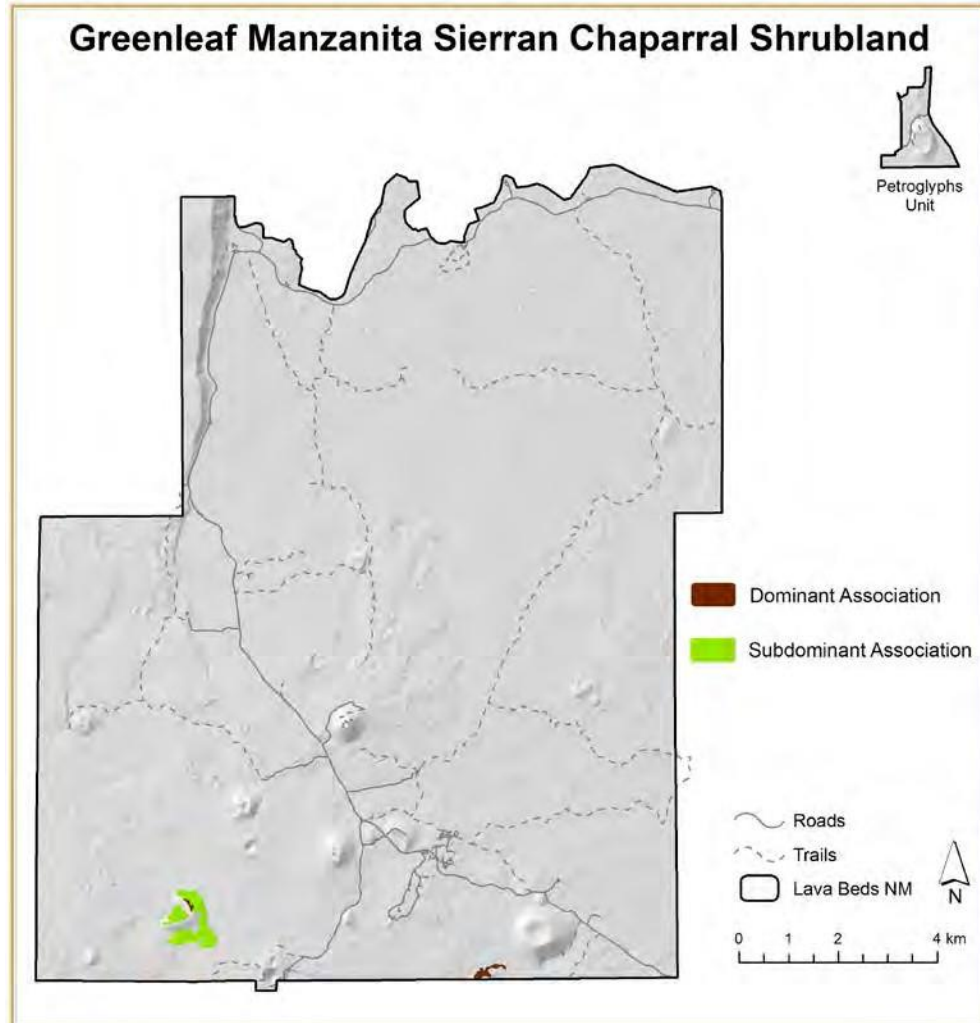 Greenleaf Manzanita Sierran Chaparral Shrubland
Petroglyphs
Unit
Dominant Association
Subdominant Association
Roads
Trails
Lava Beds NM
N
0 1 2 4 km